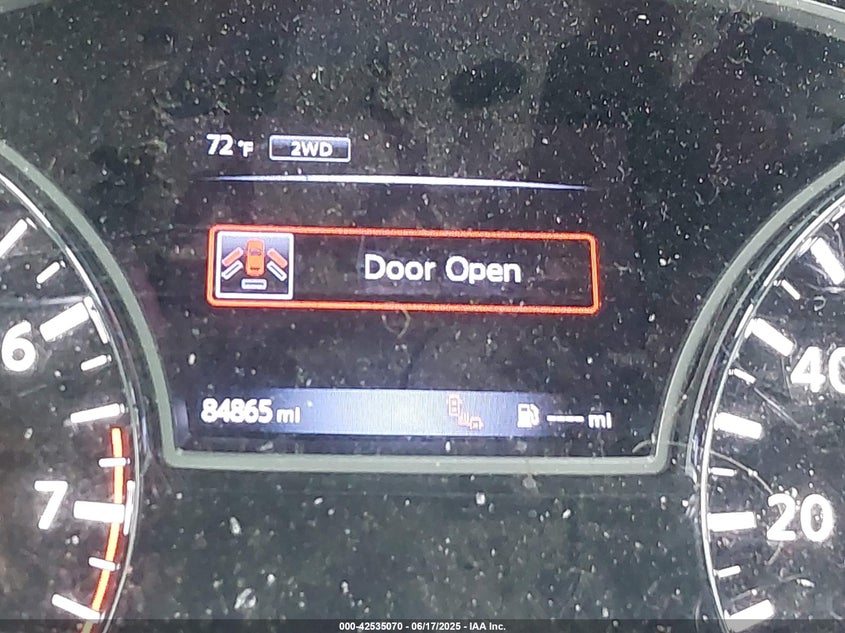 72°F 2WD
Door Open
84865 mi --- mi
6
7
40
20
000-42535070 - 06/17/2025 - IAA Inc.